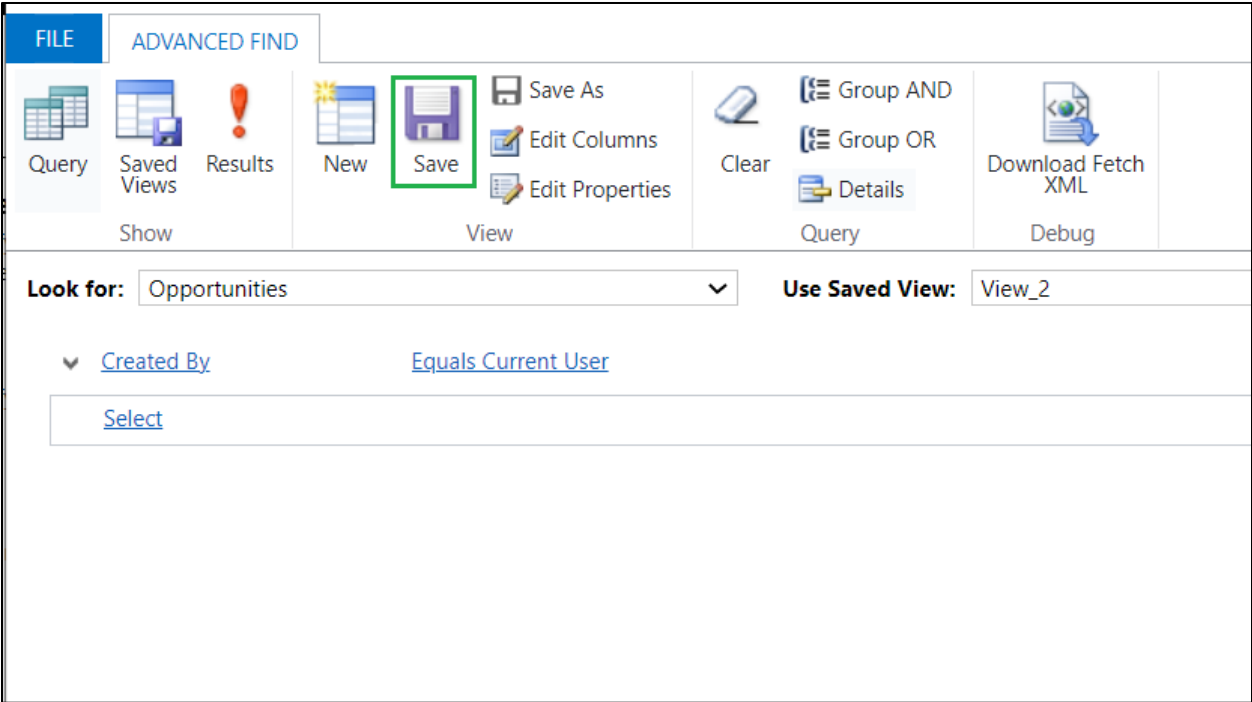 FILE
ADVANCED FIND
Query
Saved
Views
Results
New
Save
Save As
Edit Columns
Edit Properties
Clear
Group AND
Group OR
Details
Download Fetch
XML
Show
View
Query
Debug
Look for: Opportunities
Use Saved View: View_2
Created By
Equals Current User
Select